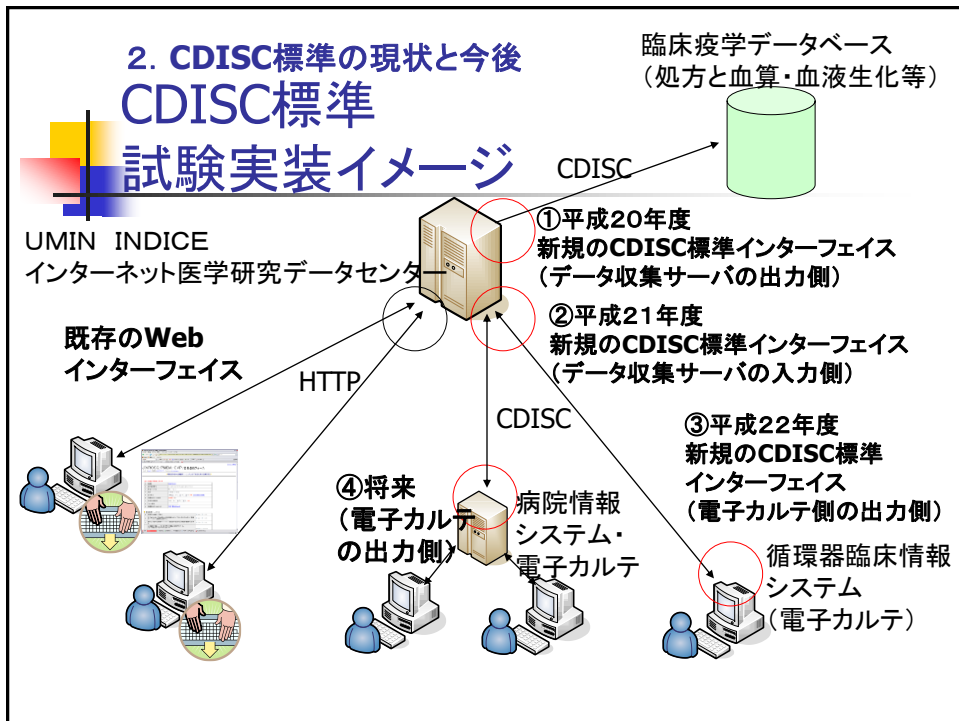 ２．CDISC標準の現状と今後
CDISC標準
試験実装イメージ
臨床疫学データベース
（処方と血算・血液生化等）
CDISC
UMIN INDICE
インターネット医学研究データセンター
①平成２０年度
新規のCDISC標準インターフェイス
（データ収集サーバの出力側）
②平成２１年度
新規のCDISC標準インターフェイス
（データ収集サーバの入力側）
既存のWeb
インターフェイス
HTTP
CDISC
③平成２２年度
新規のCDISC標準
インターフェイス
（電子カルテ側の出力側）
④将来
（電子カルテ
の出力側）
病院情報
システム・
電子カルテ
循環器臨床情報
システム
（電子カルテ）